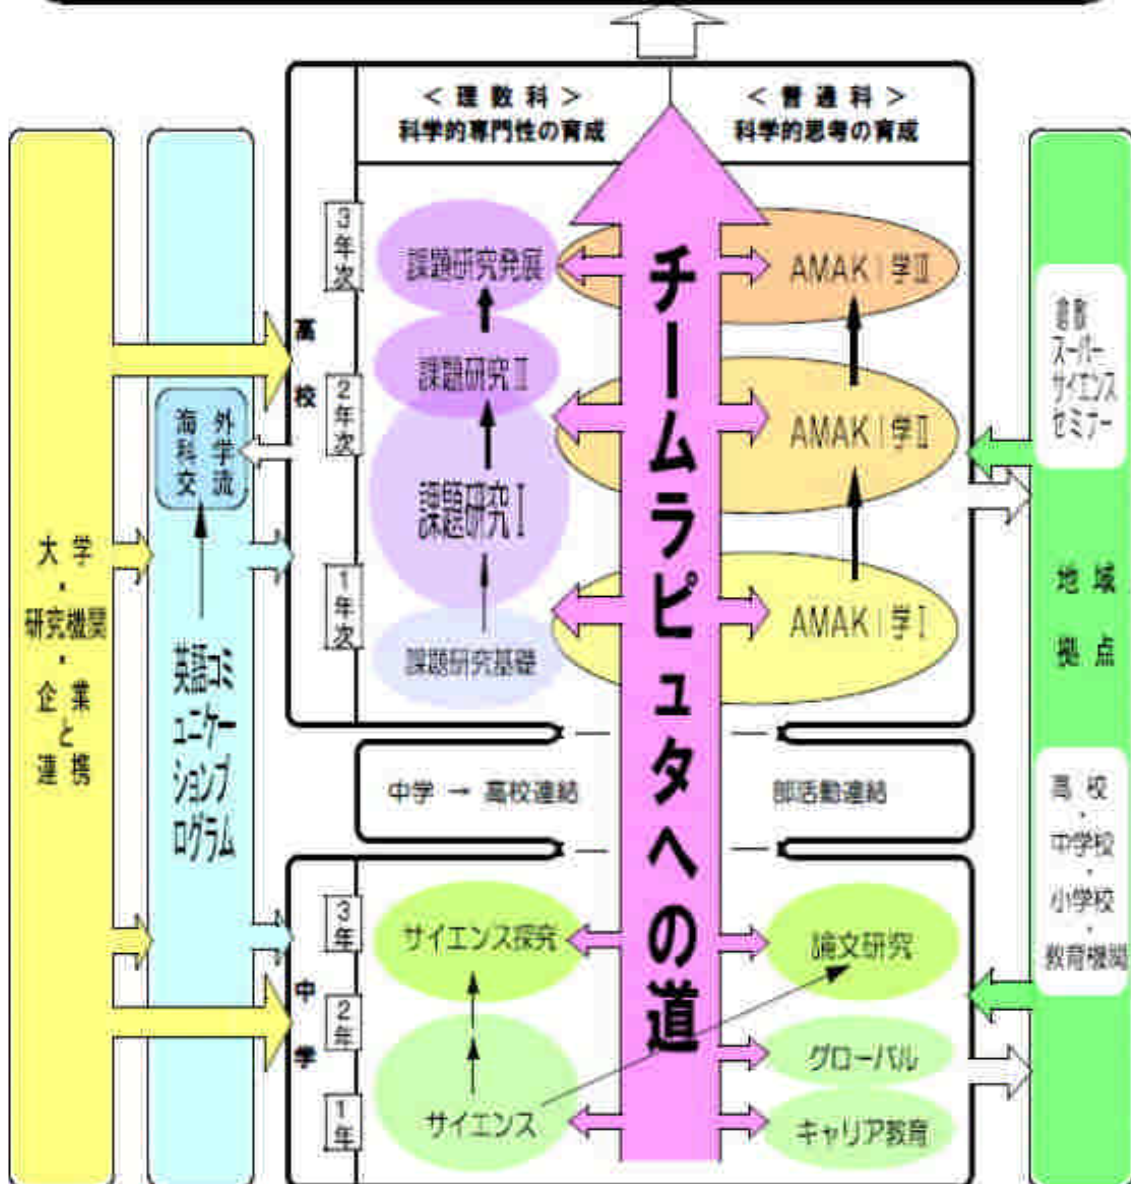 ＜理数科＞
科学的専門性の育成
＜普通科＞
科学的思考の育成
チームラピュタへの道
高校
3年次
2年次
1年次
課題研究発展
課題研究Ⅱ
課題研究Ⅰ
課題研究基礎
AMAKI学Ⅲ
AMAKI学Ⅱ
AMAKI学Ⅰ
中学 → 高校連結
部活動連結
中学
3年
2年
1年
サイエンス探究
サイエンス
論文研究
グローバル
キャリア教育
大学
・
研究機関
・
企業
と
連携
海外
科学
交流
英語コミ
ュニケー
ションプ
ログラム
倉敷
スーパー
サイエンス
セミナー
地域
拠点
高校
・
中学校
・
小学校
・
教育機関